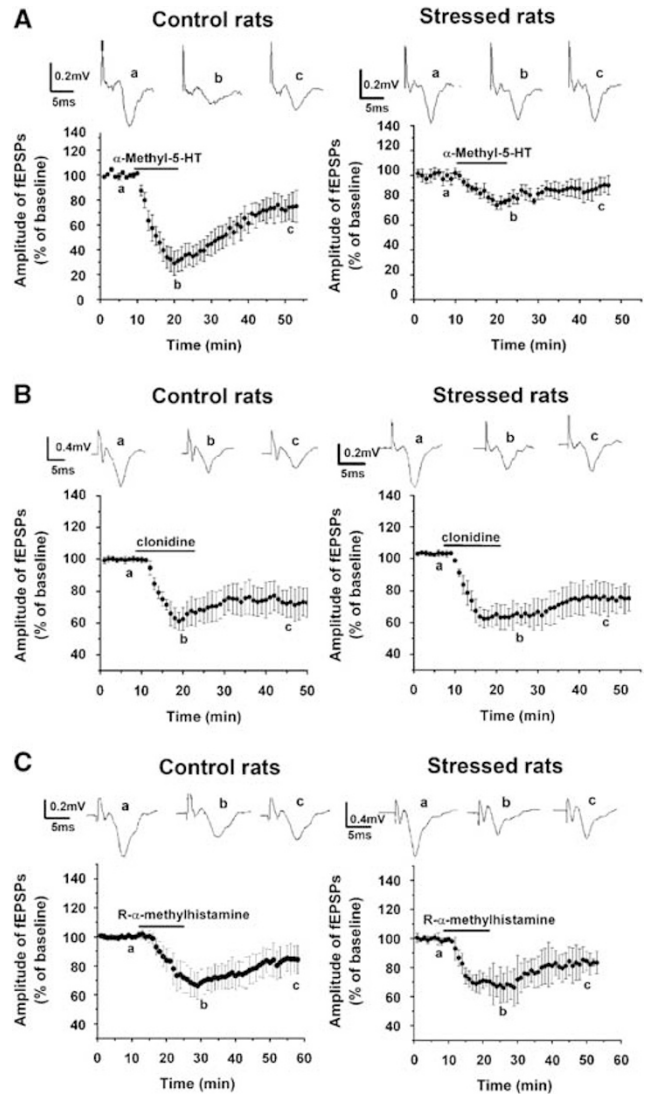 A
Control rats
Stressed rats
0.2mV
5ms
a
b
c
0.2mV
5ms
a
b
c
Amplitude of fEPSPs
(% of baseline)
140
120
100
80
60
40
20
0
α-Methyl-5-HT
a
b
c
0 10 20 30 40 50
Time (min)
Amplitude of fEPSPs
(% of baseline)
140
120
100
80
60
40
20
0
α-Methyl-5-HT
a
b
c
0 10 20 30 40 50
Time (min)
B
Control rats
Stressed rats
0.4mV
5ms
a
b
c
0.2mV
5ms
a
b
c
Amplitude of fEPSPs
(% of baseline)
140
120
100
80
60
40
clonidine
a
b
c
0 10 20 30 40 50
Time (min)
Amplitude of fEPSPs
(% of baseline)
140
120
100
80
60
40
clonidine
a
b
c
0 10 20 30 40 50
Time (min)
C
Control rats
Stressed rats
0.2mV
5ms
a
b
c
0.4mV
5ms
a
b
c
Amplitude of fEPSPs
(% of baseline)
140
120
100
80
60
40
R-α-methylhistamine
a
b
c
0 10 20 30 40 50 60
Time (min)
Amplitude of fEPSPs
(% of baseline)
140
120
100
80
60
40
R-α-methylhistamine
a
b
c
0 10 20 30 40 50 60
Time (min)